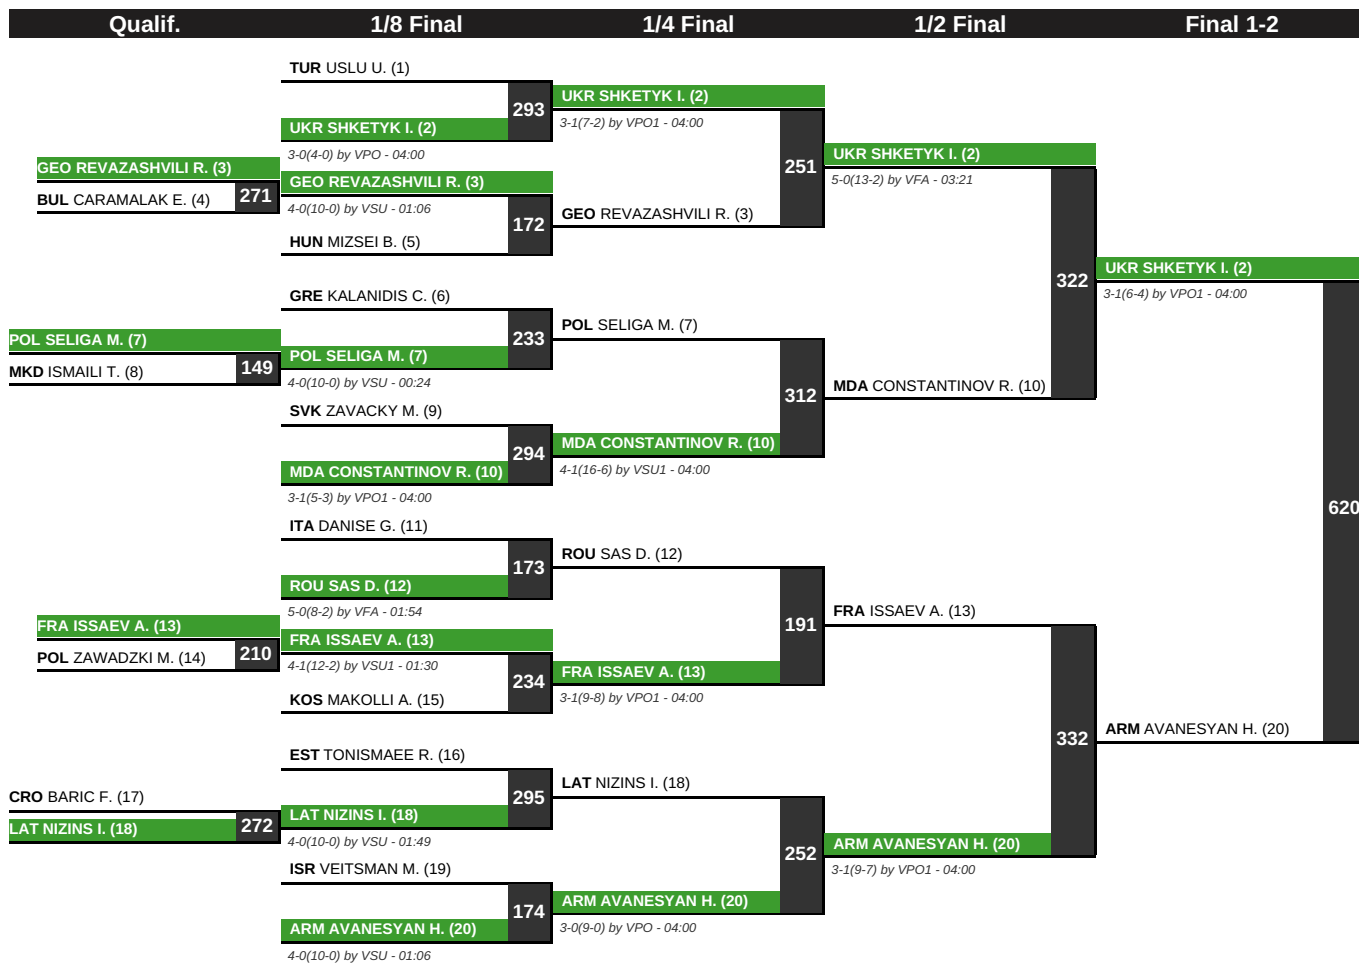 Qualif.
1/8 Final
1/4 Final
1/2 Final
Final 1-2
TUR USLU U. (1)
293
UKR SHKETYK I. (2)
3-0(4-0) by VPO - 04:00
UKR SHKETYK I. (2)
3-1(7-2) by VPO1 - 04:00
GEO REVAZASHVILI R. (3)
BUL CARAMALAK E. (4)
271
GEO REVAZASHVILI R. (3)
4-0(10-0) by VSU - 01:06
172
HUN MIZSEI B. (5)
GEO REVAZASHVILI R. (3)
251
UKR SHKETYK I. (2)
5-0(13-2) by VFA - 03:21
GRE KALANIDIS C. (6)
233
POL SELIGA M. (7)
MKD ISMAILI T. (8)
149
POL SELIGA M. (7)
4-0(10-0) by VSU - 00:24
POL SELIGA M. (7)
312
SVK ZAVACKY M. (9)
294
MDA CONSTANTINOV R. (10)
3-1(5-3) by VPO1 - 04:00
MDA CONSTANTINOV R. (10)
4-1(16-6) by VSU1 - 04:00
MDA CONSTANTINOV R. (10)
322
UKR SHKETYK I. (2)
3-1(6-4) by VPO1 - 04:00
620
ITA DANISE G. (11)
173
ROU SAS D. (12)
5-0(8-2) by VFA - 01:54
ROU SAS D. (12)
191
FRA ISSAEV A. (13)
POL ZAWADZKI M. (14)
210
FRA ISSAEV A. (13)
4-1(12-2) by VSU1 - 01:30
234
KOS MAKOLLI A. (15)
FRA ISSAEV A. (13)
3-1(9-8) by VPO1 - 04:00
FRA ISSAEV A. (13)
332
ARM AVANESYAN H. (20)
EST TONISMAEE R. (16)
295
CRO BARIC F. (17)
LAT NIZINS I. (18)
272
LAT NIZINS I. (18)
4-0(10-0) by VSU - 01:49
LAT NIZINS I. (18)
252
ISR VEITSMAN M. (19)
174
ARM AVANESYAN H. (20)
4-0(10-0) by VSU - 01:06
ARM AVANESYAN H. (20)
3-0(9-0) by VPO - 04:00
ARM AVANESYAN H. (20)
3-1(9-7) by VPO1 - 04:00